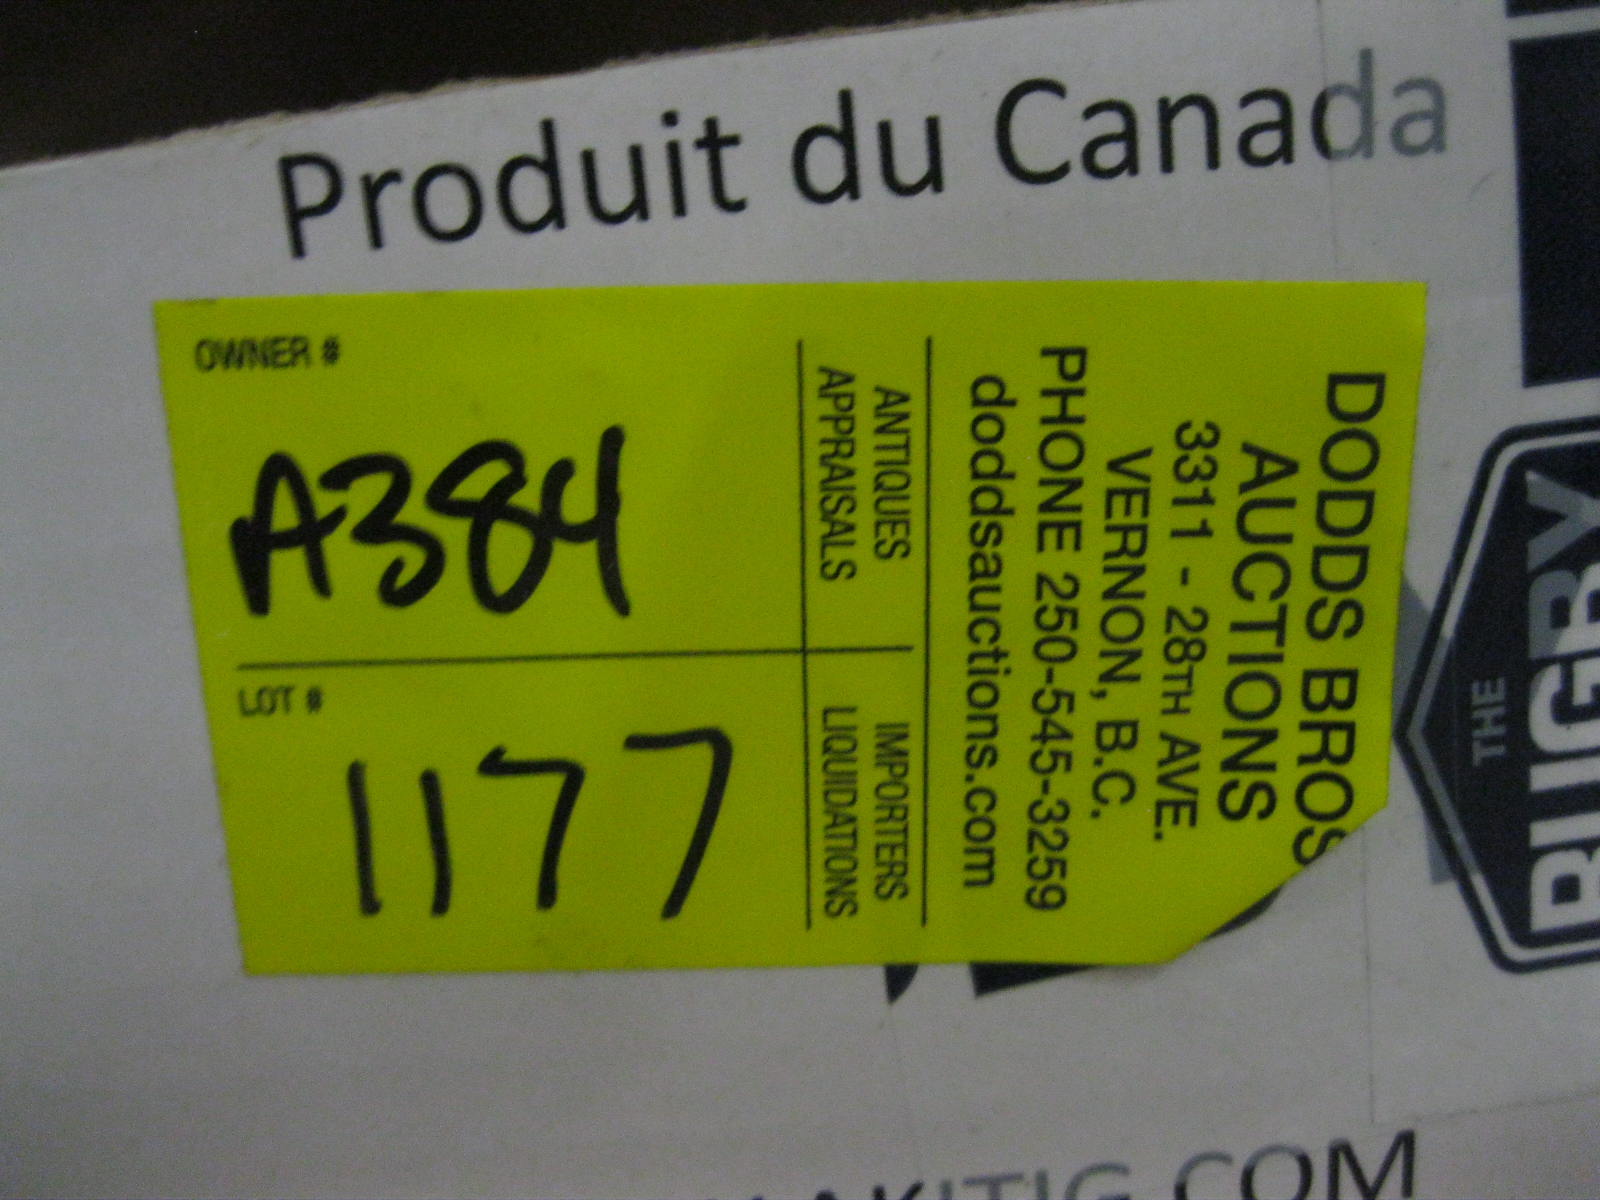 Produit du Canada
OWNER #
A384
LOT #
1177
DODDS BROS
AUCTIONS
3311 - 28TH AVE.
VERNON, B.C.
PHONE 250-545-3259
doddsauctions.com
ANTIQUES
APPRAISALS
IMPORTERS
LIQUIDATIONS
THE
RUGBY
.COM